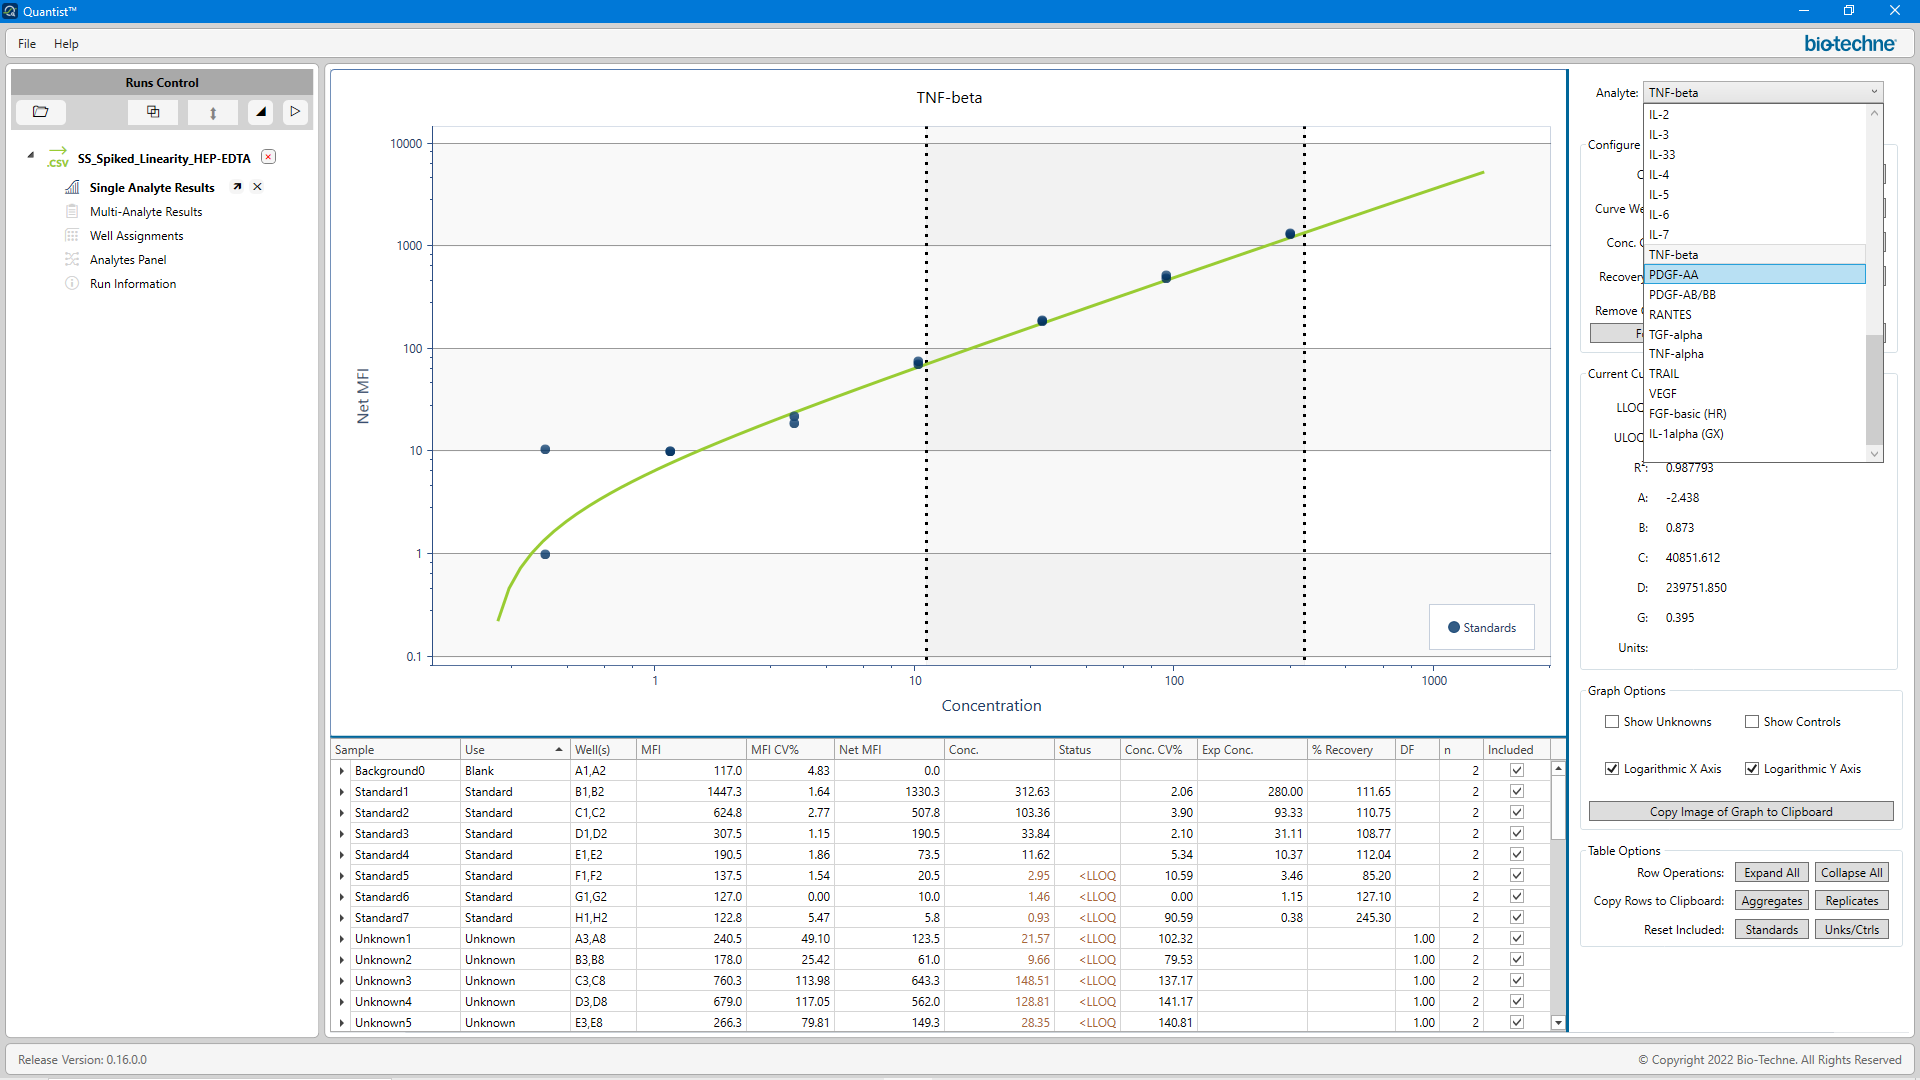 Quantist™
File Help
bio-techne
Runs Control
.CSV SS_Spiked_Linearity_HEP-EDTA
Single Analyte Results
Multi-Analyte Results
Well Assignments
Analytes Panel
Run Information
TNF-beta
10000
1000
100
10
1
0.1
Net MFI
1 10 100 1000
Concentration
Standards
Analyte: TNF-beta
IL-2
IL-3
IL-33
IL-4
IL-5
IL-6
IL-7
TNF-beta
PDGF-AA
PDGF-AB/BB
RANTES
TGF-alpha
TNF-alpha
TRAIL
VEGF
FGF-basic (HR)
IL-1alpha (GX)
Configure
Curve We
Conc.
Recovery
Remove
Current Cu
LLOQ
ULOQ
R²: 0.987793
A: -2.438
B: 0.873
C: 40851.612
D: 239751.850
G: 0.395
Units:
Graph Options
Show Unknowns Show Controls
Logarithmic X Axis Logarithmic Y Axis
Copy Image of Graph to Clipboard
Table Options
Row Operations: Expand All Collapse All
Copy Rows to Clipboard: Aggregates Replicates
Reset Included: Standards Unks/Ctrls
Sample Use Well(s) MFI MFI CV% Net MFI Conc. Status Conc. CV% Exp Conc. % Recovery DF n Included
Background0 Blank A1,A2 117.0 4.83 0.0 2
Standard1 Standard B1,B2 1447.3 1.64 1330.3 312.63 2.06 280.00 111.65 2
Standard2 Standard C1,C2 624.8 2.77 507.8 103.36 3.90 93.33 110.75 2
Standard3 Standard D1,D2 307.5 1.15 190.5 33.84 2.10 31.11 108.77 2
Standard4 Standard E1,E2 190.5 1.86 73.5 11.62 5.34 10.37 112.04 2
Standard5 Standard F1,F2 137.5 1.54 20.5 2.95 <LLOQ 10.59 3.46 85.20 2
Standard6 Standard G1,G2 127.0 0.00 10.0 1.46 <LLOQ 0.00 1.15 127.10 2
Standard7 Standard H1,H2 122.8 5.47 5.8 0.93 <LLOQ 90.59 0.38 245.30 2
Unknown1 Unknown A3,A8 240.5 49.10 123.5 21.57 <LLOQ 102.32 1.00 2
Unknown2 Unknown B3,B8 178.0 25.42 61.0 9.66 <LLOQ 79.53 1.00 2
Unknown3 Unknown C3,C8 760.3 113.98 643.3 148.51 <LLOQ 137.17 1.00 2
Unknown4 Unknown D3,D8 679.0 117.05 562.0 128.81 <LLOQ 141.17 1.00 2
Unknown5 Unknown E3,E8 266.3 79.81 149.3 28.35 <LLOQ 140.81 1.00 2
Release Version: 0.16.0.0
© Copyright 2022 Bio-Techne. All Rights Reserved